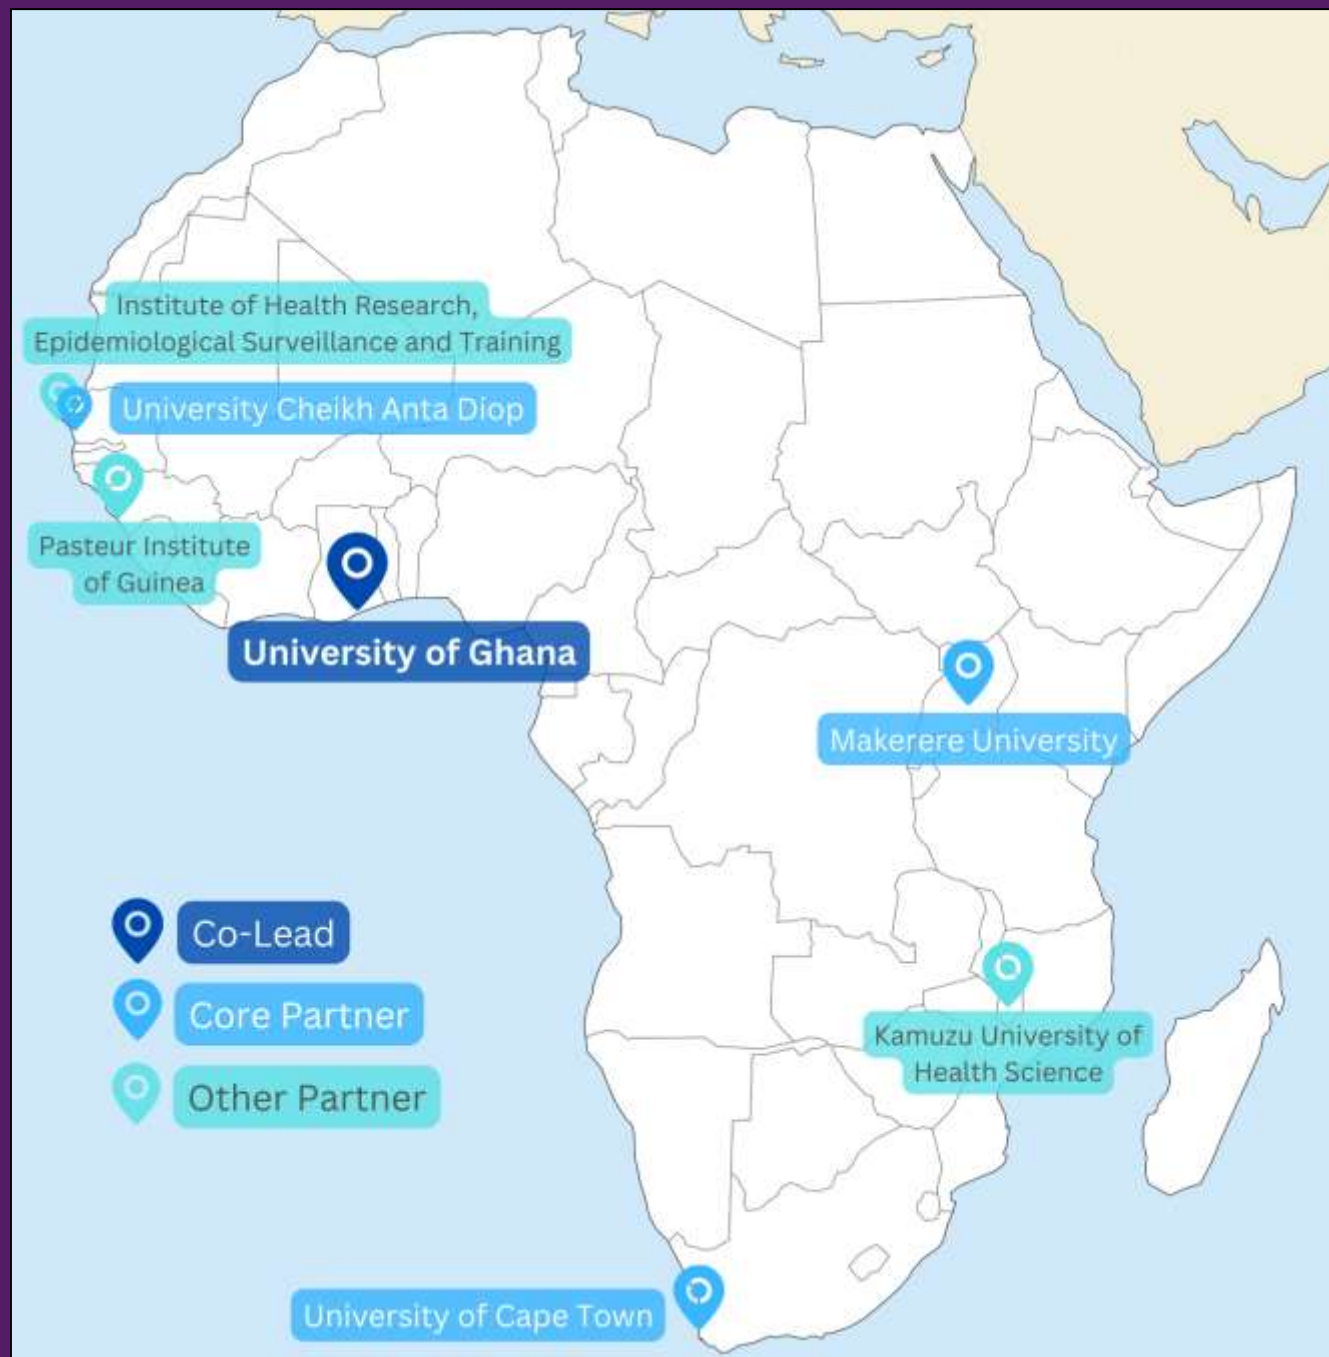 Institute of Health Research,
Epidemiological Surveillance and Training
University Cheikh Anta Diop
Pasteur Institute
of Guinea
University of Ghana
Makerere University
Co-Lead
Core Partner
Other Partner
Kamuzu University of
Health Science
University of Cape Town